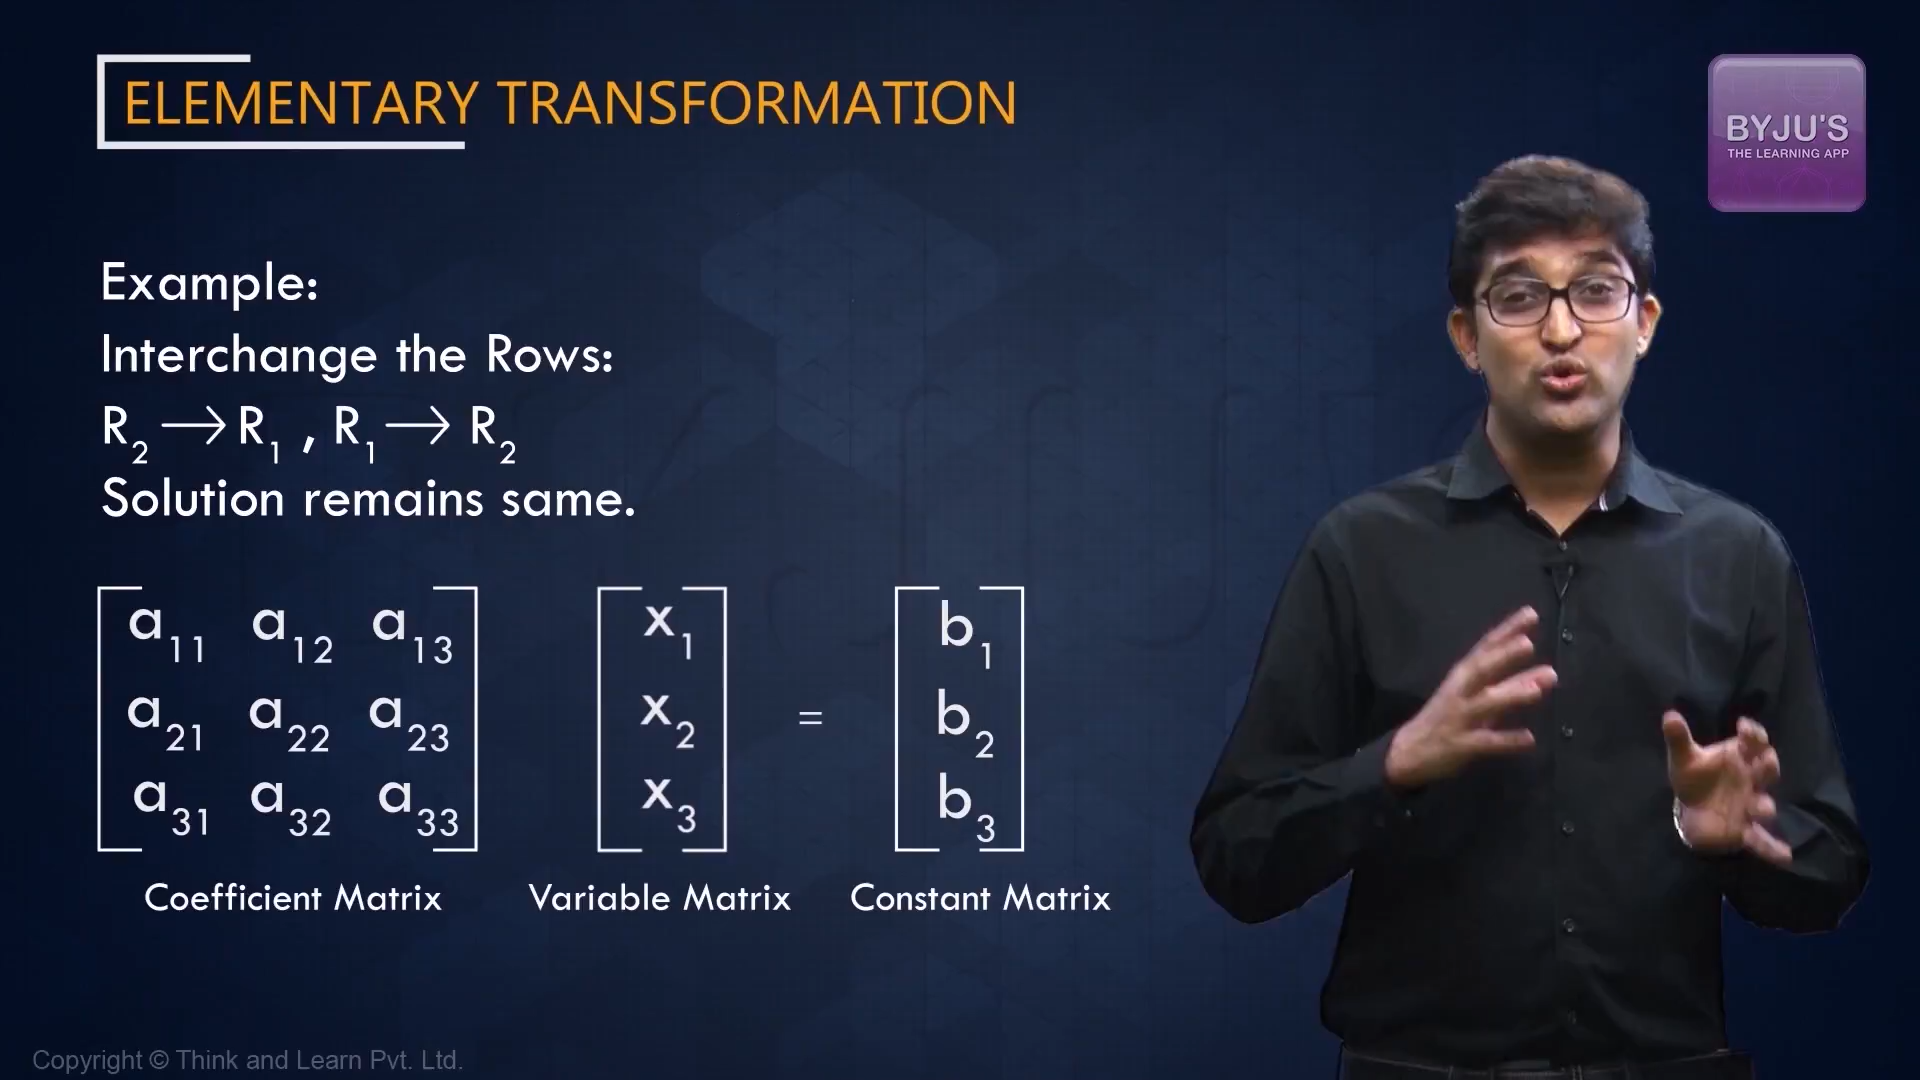 ELEMENTARY TRANSFORMATION
BYJU'S
THE LEARNING APP
Example:
Interchange the Rows:
R₂ → R₁ , R₁ → R₂
Solution remains same.
a₁₁ a₁₂ a₁₃ x₁ b₁
a₂₁ a₂₂ a₂₃ x₂ = b₂
a₃₁ a₃₂ a₃₃ x₃ b₃
Coefficient Matrix Variable Matrix Constant Matrix
Copyright © Think and Learn Pvt. Ltd.